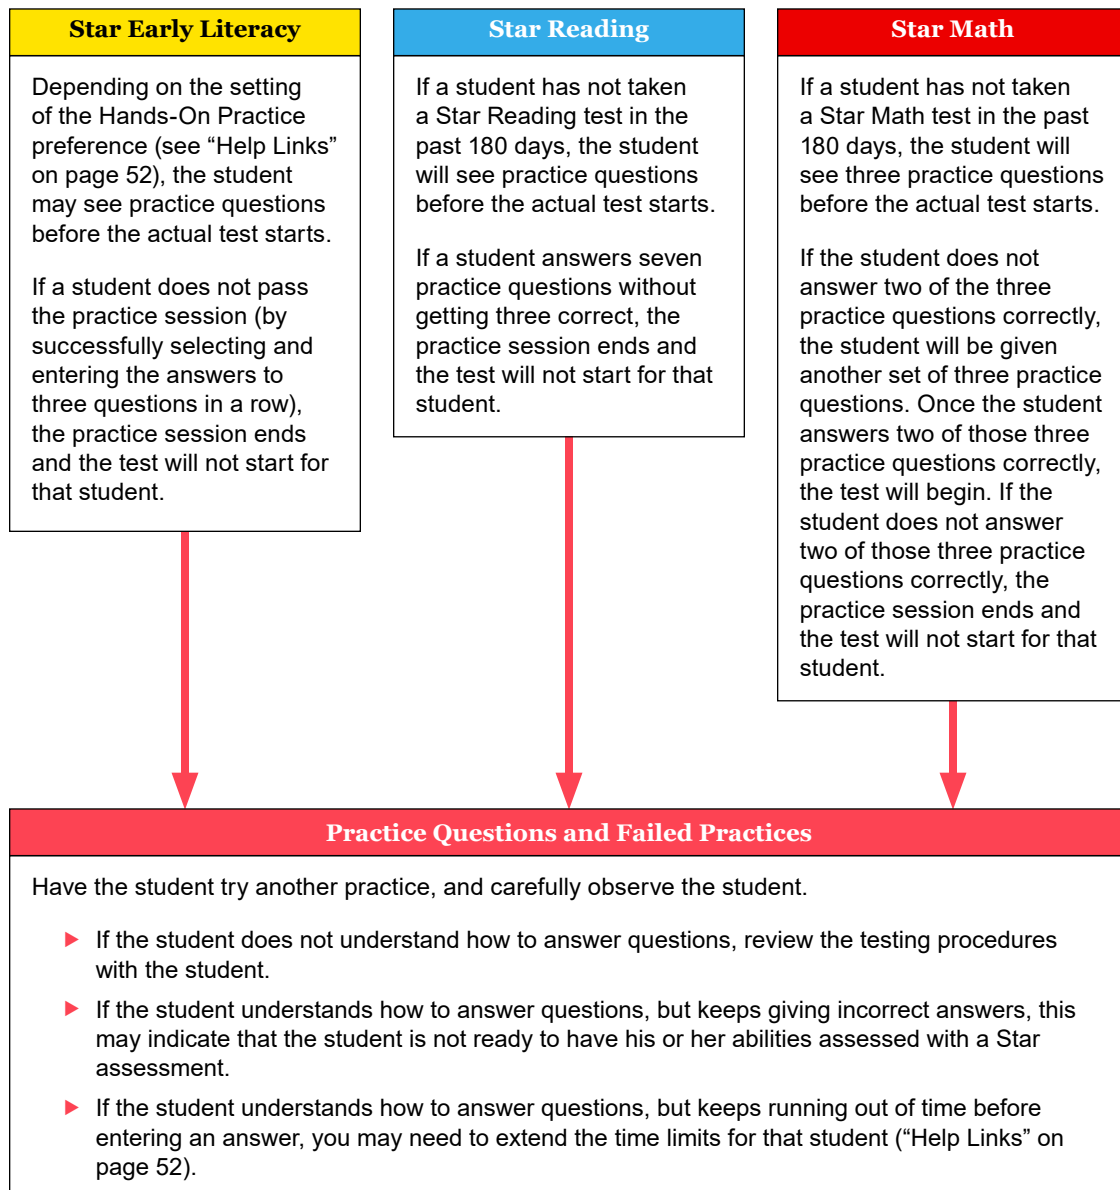 Star Early Literacy
Depending on the setting
of the Hands-On Practice
preference (see “Help Links”
on page 52), the student
may see practice questions
before the actual test starts.
If a student does not pass
the practice session (by
successfully selecting and
entering the answers to
three questions in a row),
the practice session ends
and the test will not start for
that student.
Star Reading
If a student has not taken
a Star Reading test in the
past 180 days, the student
will see practice questions
before the actual test starts.
If a student answers seven
practice questions without
getting three correct, the
practice session ends and
the test will not start for that
student.
Star Math
If a student has not taken
a Star Math test in the past
180 days, the student will
see three practice questions
before the actual test starts.
If the student does not
answer two of the three
practice questions correctly,
the student will be given
another set of three practice
questions. Once the student
answers two of those three
practice questions correctly,
the test will begin. If the
student does not answer
two of those three practice
questions correctly, the
practice session ends and
the test will not start for that
student.
Practice Questions and Failed Practices
Have the student try another practice, and carefully observe the student.
If the student does not understand how to answer questions, review the testing procedures
with the student.
If the student understands how to answer questions, but keeps giving incorrect answers, this
may indicate that the student is not ready to have his or her abilities assessed with a Star
assessment.
If the student understands how to answer questions, but keeps running out of time before
entering an answer, you may need to extend the time limits for that student (“Help Links” on
page 52).